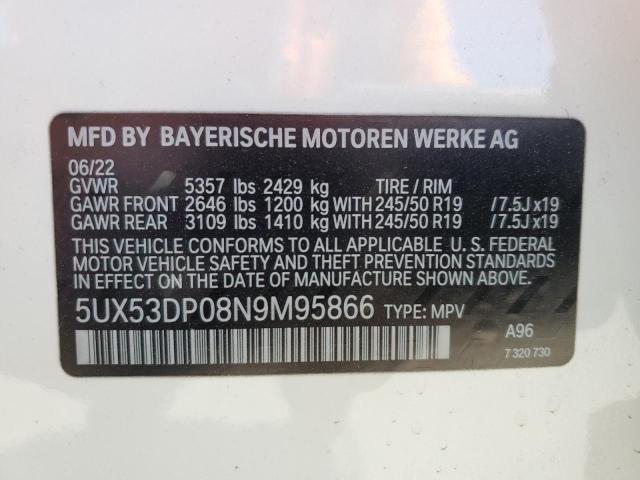 MFD BY BAYERISCHE MOTOREN WERKE AG
06/22
GVWR 5357 lbs 2429 kg TIRE / RIM
GAWR FRONT 2646 lbs 1200 kg WITH 245/50 R19 /7.5J x19
GAWR REAR 3109 lbs 1410 kg WITH 245/50 R19 /7.5J x19
THIS VEHICLE CONFORMS TO ALL APPLICABLE U. S. FEDERAL
MOTOR VEHICLE SAFETY AND THEFT PREVENTION STANDARDS
IN EFFECT ON THE DATE OF MANUFACTURE SHOWN ABOVE.
5UX53DP08N9M95866 TYPE: MPV
A96
7 320 730